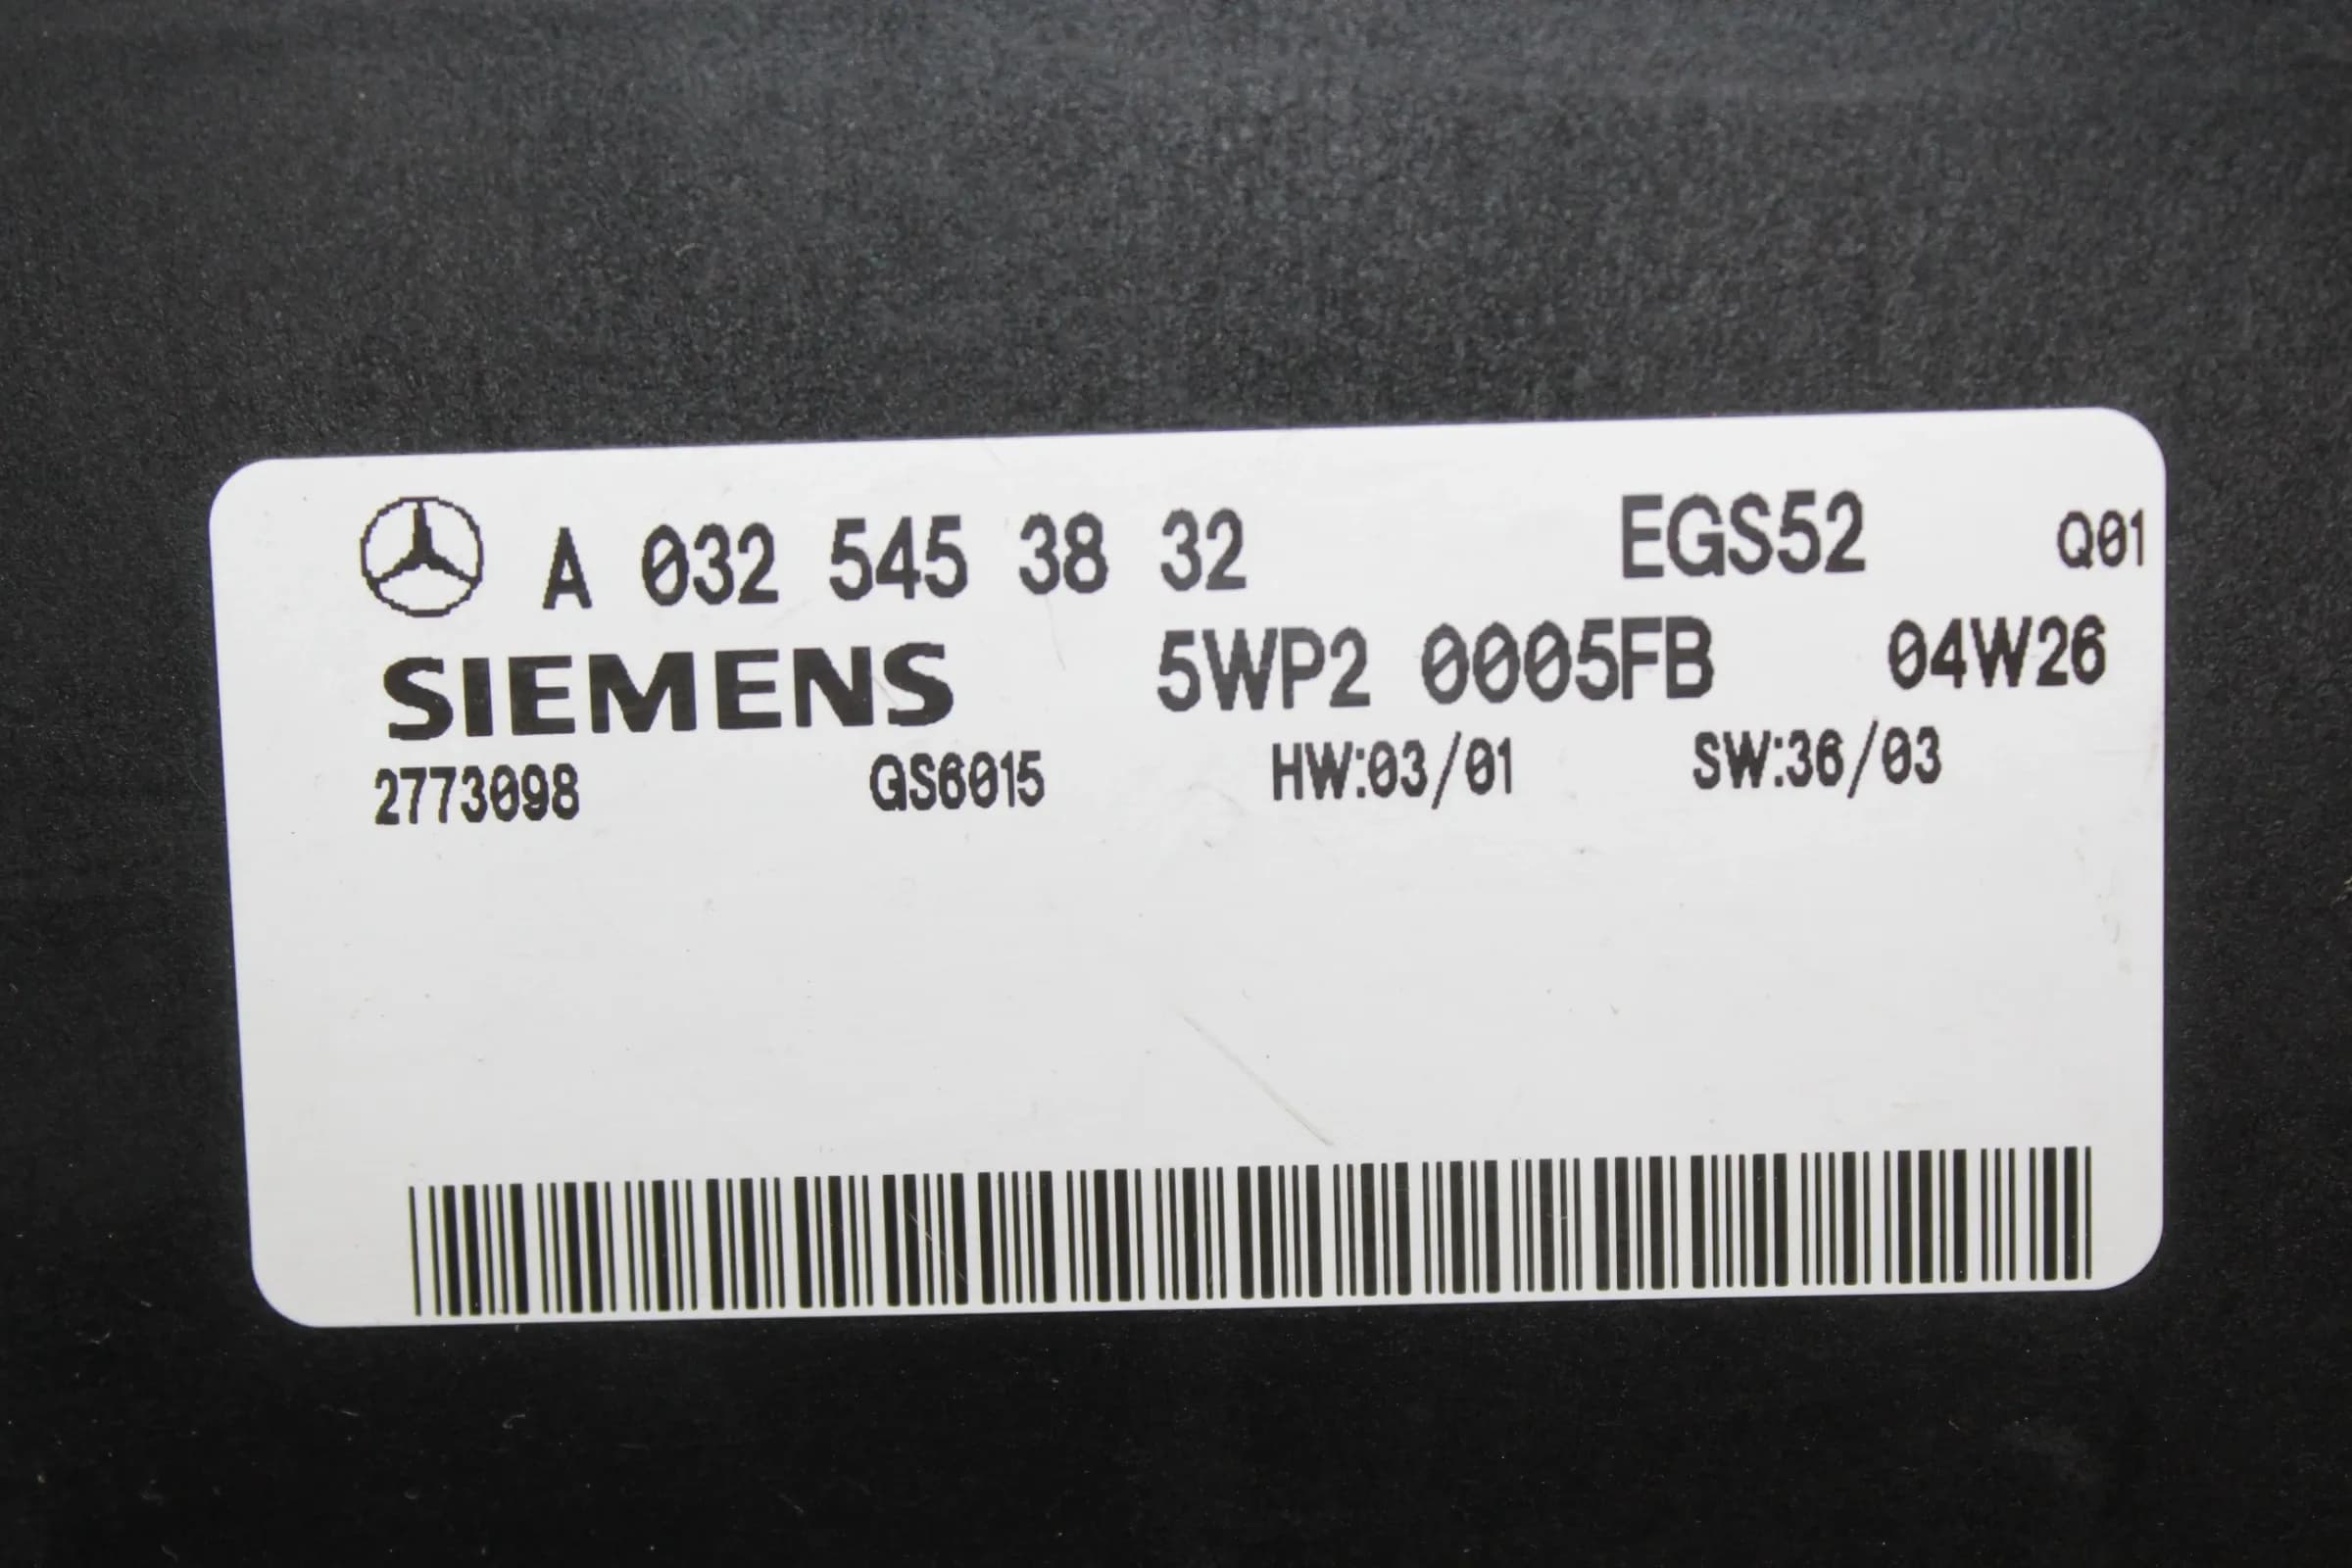 A 032 545 38 32 EGS52 Q01
SIEMENS 5WP2 0005FB 04W26
2773098 GS6015 HW:03/01 SW:36/03